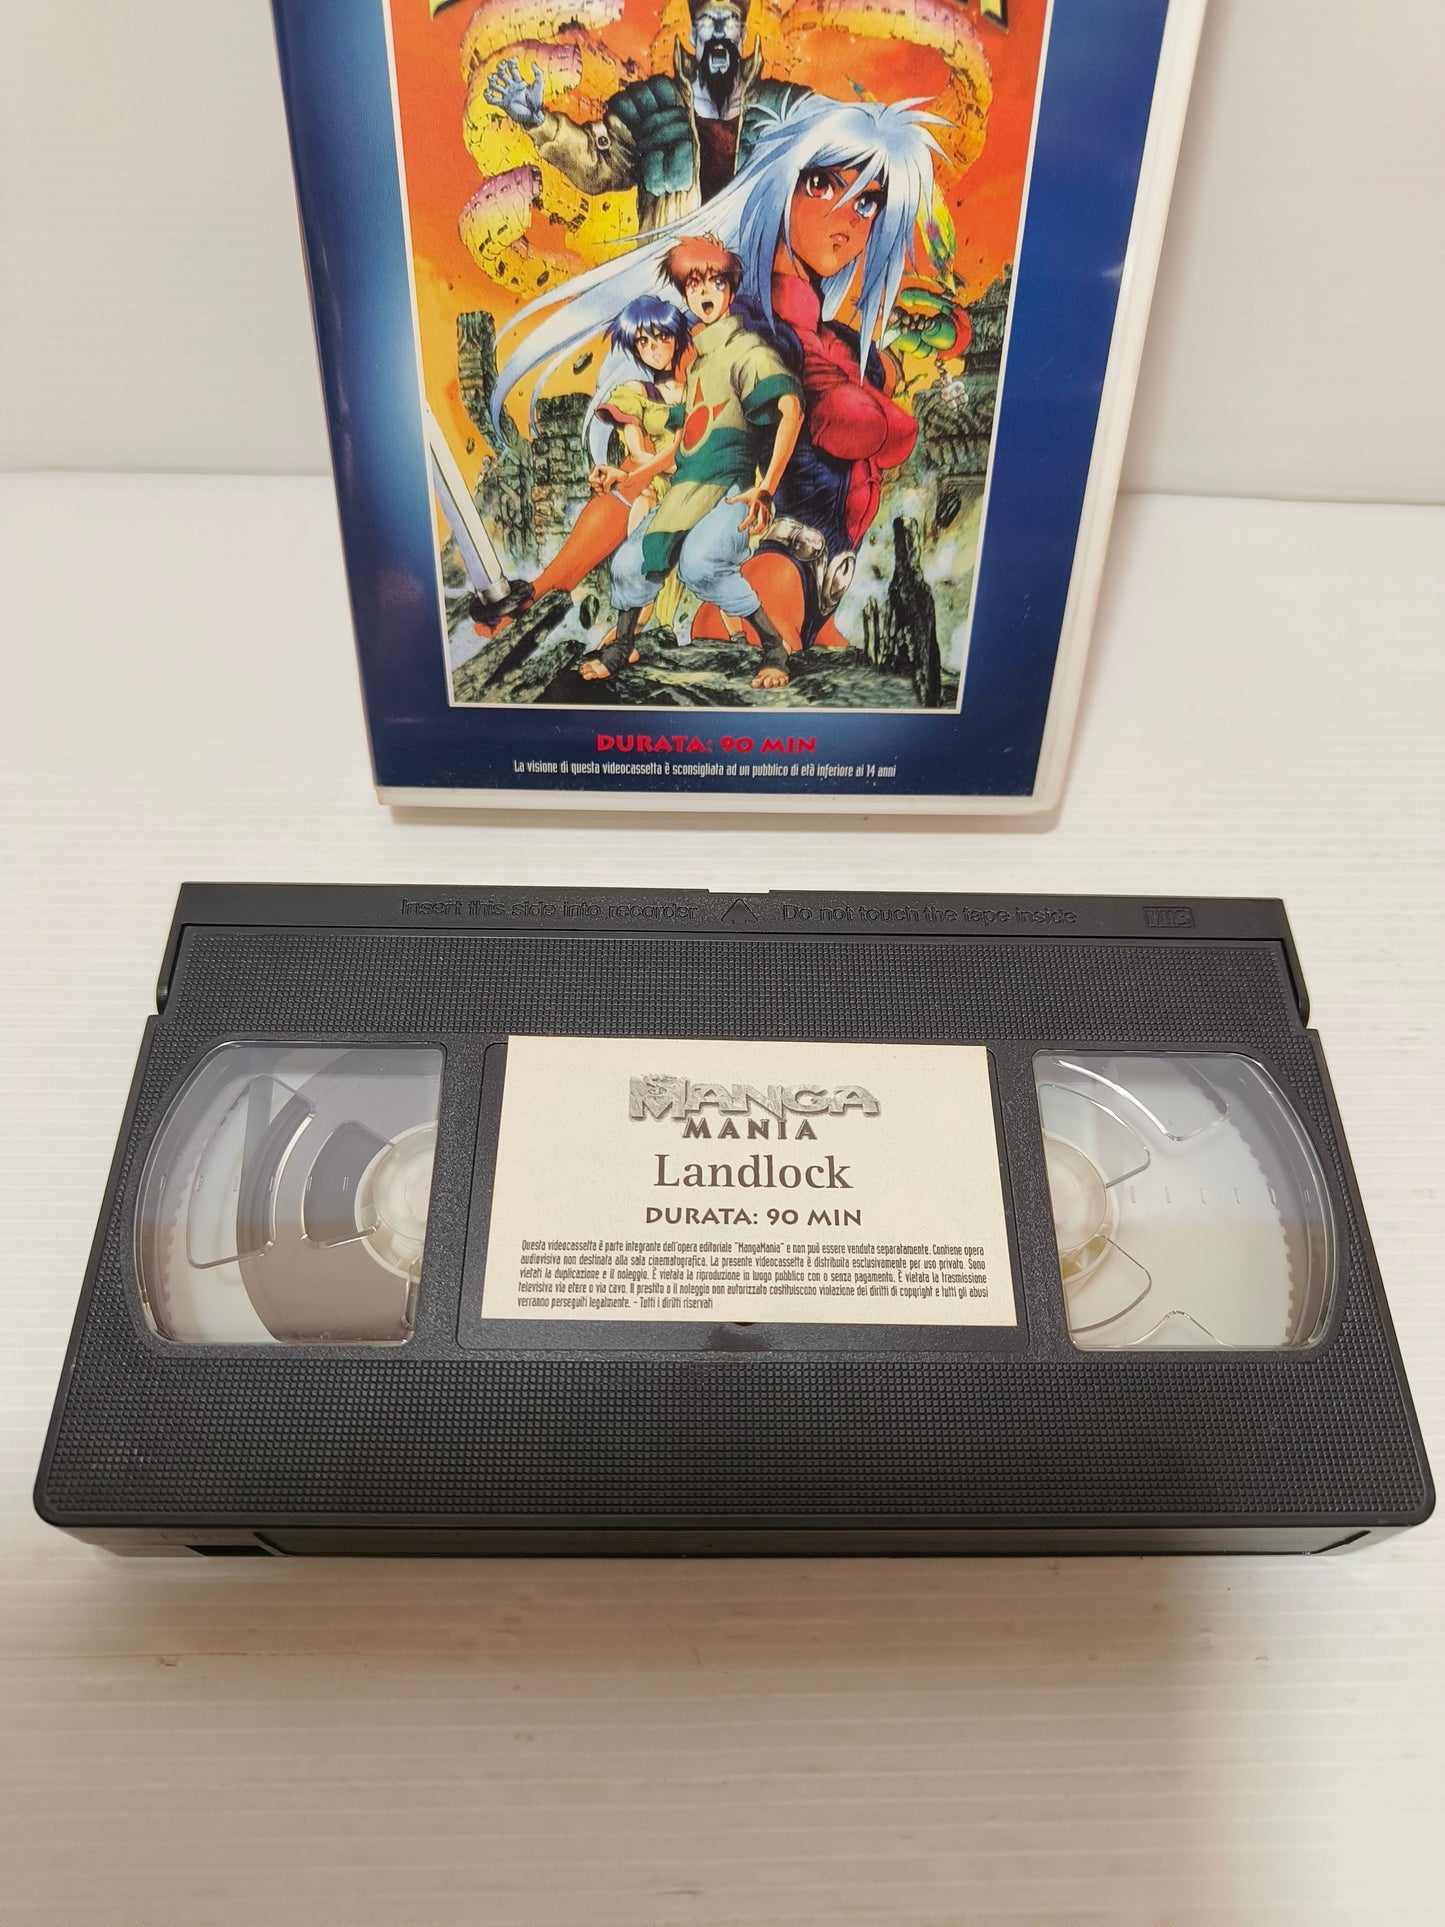 DURATA: 90 MIN
La visione di questa videocassetta è sconsigliata ad un pubblico di età inferiore ai 14 anni
Insert this side into recorder
Do not touch the tape inside
VHS
MANGA
MANIA
Landlock
DURATA: 90 MIN
Questa videocassetta è parte integrante dell'opera editoriale "MangaMania" e non può essere venduta separatamente. Contiene opera
audiovisiva non destinata alla sala cinematografica. La presente videocassetta è distribuita esclusivamente per uso privato. Sono
vietati la duplicazione e il noleggio. È vietata la riproduzione in luogo pubblico con o senza pagamento. È vietata la trasmissione
televisiva via etere o via cavo. Il prestito o il noleggio non autorizzato costituiscono violazione dei diritti di copyright e tutti gli abusi
verranno perseguiti legalmente. - Tutti i diritti riservati